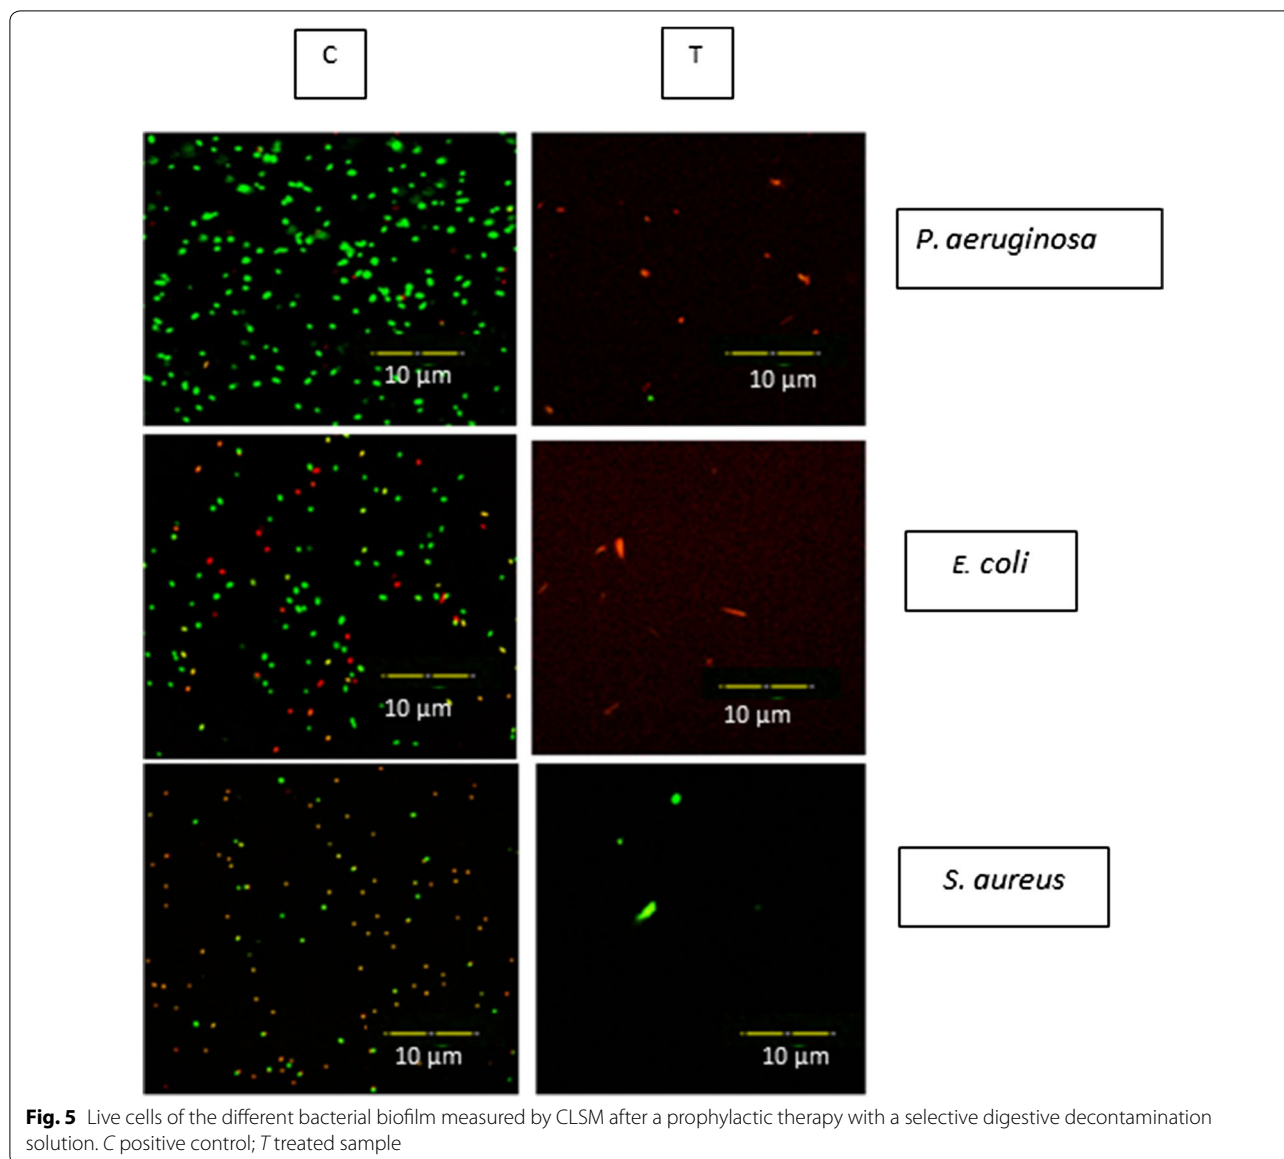 C
T
10 µm
10 µm
P. aeruginosa
10 µm
10 µm
E. coli
10 µm
10 µm
S. aureus
Fig. 5 Live cells of the different bacterial biofilm measured by CLSM after a prophylactic therapy with a selective digestive decontamination
solution. C positive control; T treated sample